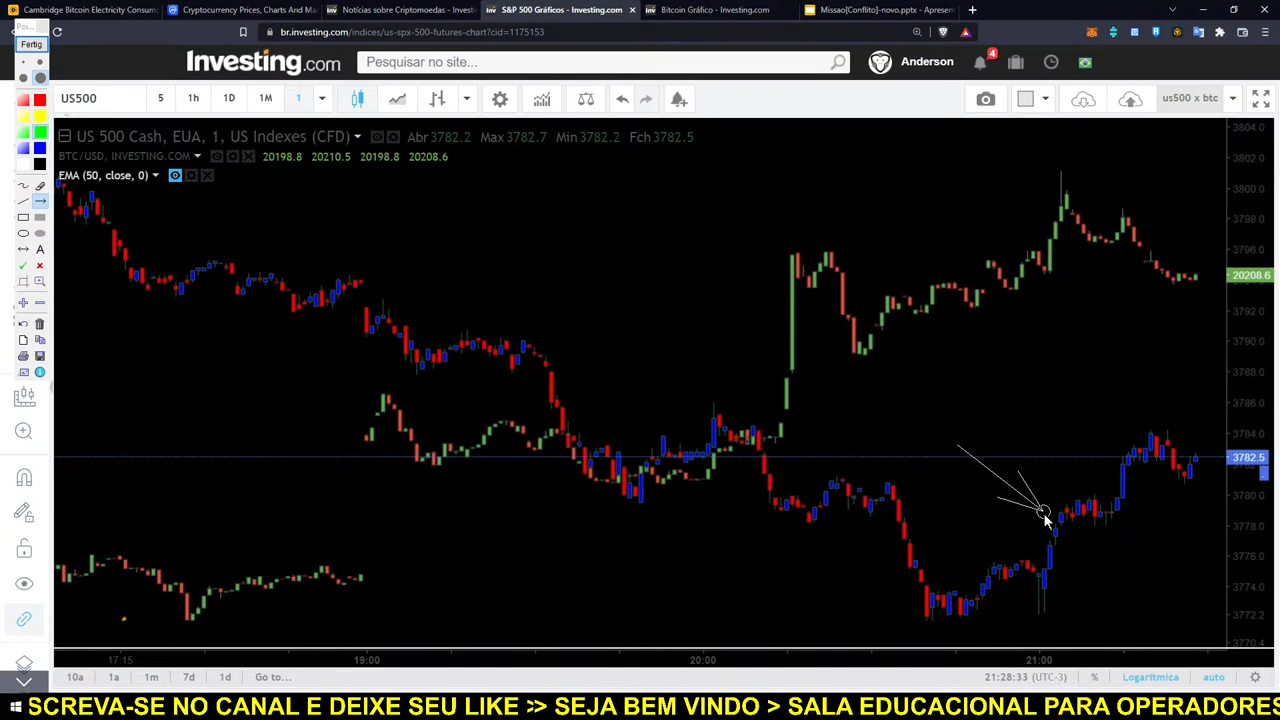 Cambridge Bitcoin Electricity Consum
Cryptocurrency Prices, Charts And Mar
Notícias sobre Criptomoedas - Investi
S&P 500 Gráficos - Investing.com
Bitcoin Gráfico - Investing.com
Missao[Conflito]-novo.pptx - Apresen
Fertig
br.investing.com/indices/us-spx-500-futures-chart?cid=1175153
Investing.com
Pesquisar no site...
Anderson
4
US500
5
1h
1D
1M
1
us500 x btc
US 500 Cash, EUA, 1, US Indexes (CFD)
Abr 3782.2 Max 3782.7 Min 3782.2 Fch 3782.5
BTC/USD, INVESTING.COM
20198.8 20210.5 20198.8 20208.6
EMA (50, close, 0)
3804.0
3802.0
3800.0
3798.0
3796.0
20208.6
3792.0
3790.0
3788.0
3786.0
3784.0
3782.5
3780.0
3778.0
3776.0
3774.0
3772.2
3770.4
17:15
19:00
20:00
21:00
10a
1a
1m
7d
1d
Go to...
21:28:33 (UTC-3)
%
Logarítmica
auto
SCREVA-SE NO CANAL E DEIXE SEU LIKE >> SEJA BEM VINDO > SALA EDUCACIONAL PARA OPERADORES